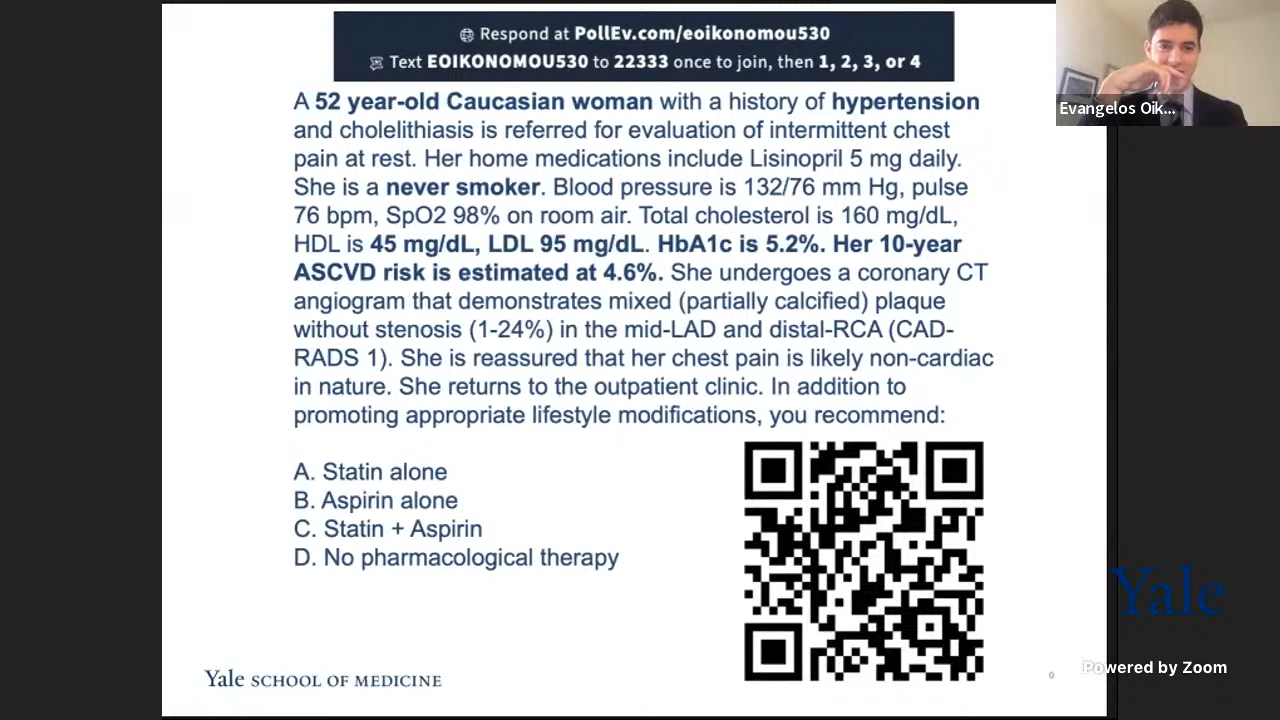 Respond at PollEv.com/eoikonomou530
Text EOIKONOMOU530 to 22333 once to join, then 1, 2, 3, or 4
A 52 year-old Caucasian woman with a history of hypertension
and cholelithiasis is referred for evaluation of intermittent chest
pain at rest. Her home medications include Lisinopril 5 mg daily.
She is a never smoker. Blood pressure is 132/76 mm Hg, pulse
76 bpm, SpO2 98% on room air. Total cholesterol is 160 mg/dL,
HDL is 45 mg/dL, LDL 95 mg/dL. HbA1c is 5.2%. Her 10-year
ASCVD risk is estimated at 4.6%. She undergoes a coronary CT
angiogram that demonstrates mixed (partially calcified) plaque
without stenosis (1-24%) in the mid-LAD and distal-RCA (CAD-
RADS 1). She is reassured that her chest pain is likely non-cardiac
in nature. She returns to the outpatient clinic. In addition to
promoting appropriate lifestyle modifications, you recommend:
A. Statin alone
B. Aspirin alone
C. Statin + Aspirin
D. No pharmacological therapy
Yale SCHOOL OF MEDICINE
Evangelos Oik...
Yale
Powered by Zoom